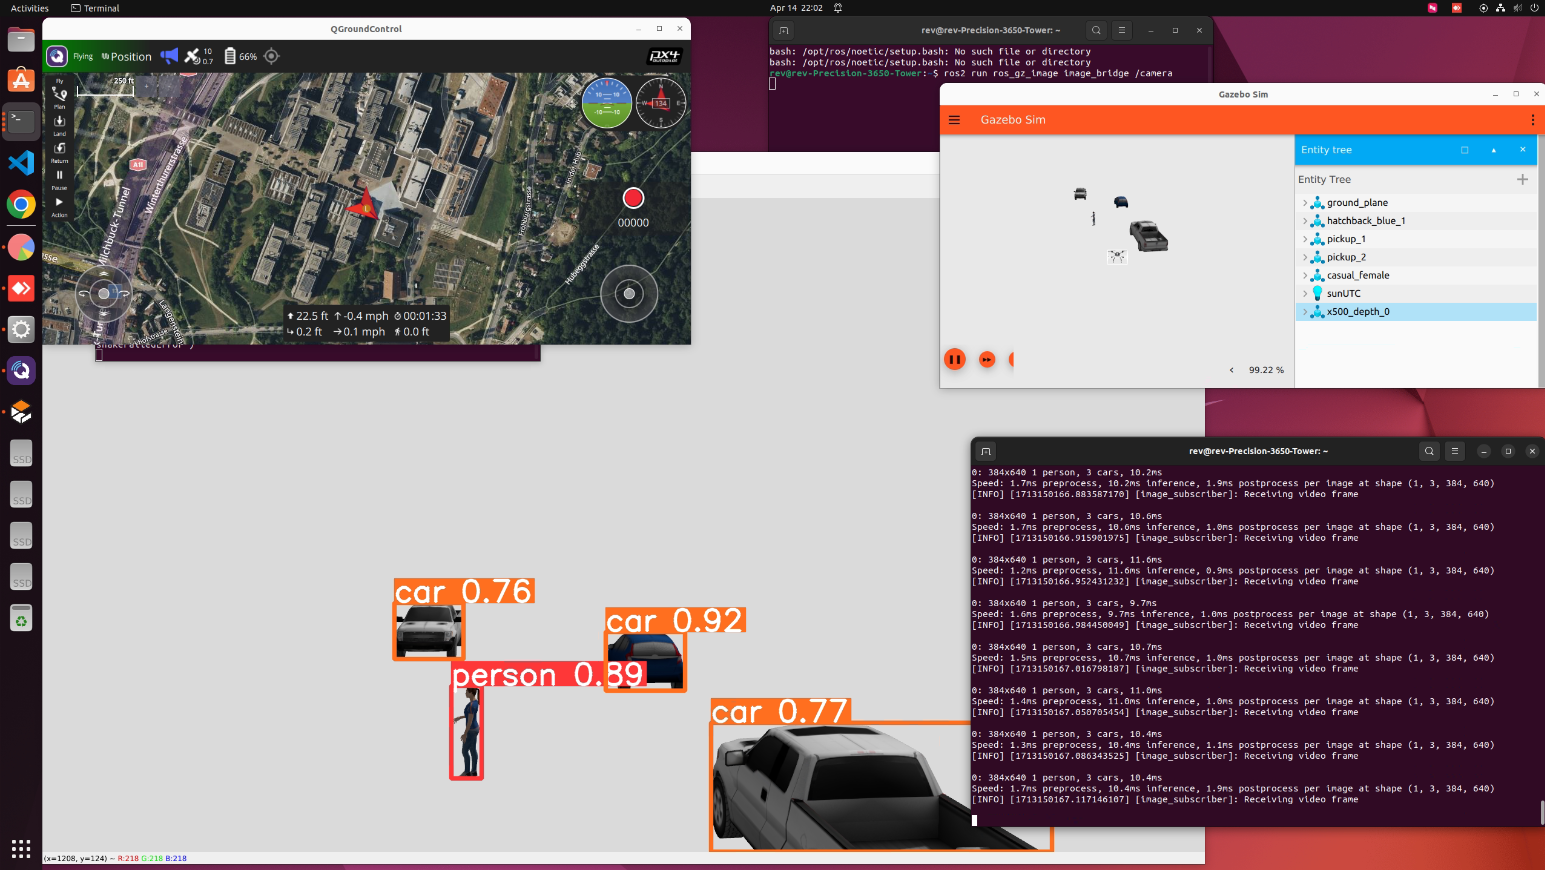 Activities
Terminal
Apr 14 22:02
QGroundControl
Flying
Position
10
0.7
66%
PX4
AUTOPILOT
Fly
Plan
Land
Return
Pause
Action
250 ft
A1l
Winterthurerstrasse
Milchbuck-Tunnel
Frohburgstrasse
Hubeggstrasse
Langensteinen
134
W
E
S
L
00000
22.5 ft
-0.4 mph
00:01:33
0.2 ft
0.1 mph
0.0 ft
rev@rev-Precision-3650-Tower: ~
bash: /opt/ros/noetic/setup.bash: No such file or directory
bash: /opt/ros/noetic/setup.bash: No such file or directory
rev@rev-Precision-3650-Tower:~$ ros2 run ros_gz_image image_bridge /camera
Gazebo Sim
Gazebo Sim
Entity tree
Entity Tree
ground_plane
hatchback_blue_1
pickup_1
pickup_2
casual_female
sunUTC
x500_depth_0
99.22 %
SSD
SSD
SSD
SSD
car 0.76
car 0.92
person 0.89
car 0.77
rev@rev-Precision-3650-Tower: ~
0: 384x640 1 person, 3 cars, 10.2ms
Speed: 1.7ms preprocess, 10.2ms inference, 1.9ms postprocess per image at shape (1, 3, 384, 640)
[INFO] [1713150166.883587170] [image_subscriber]: Receiving video frame
0: 384x640 1 person, 3 cars, 10.6ms
Speed: 1.7ms preprocess, 10.6ms inference, 1.0ms postprocess per image at shape (1, 3, 384, 640)
[INFO] [1713150166.915901975] [image_subscriber]: Receiving video frame
0: 384x640 1 person, 3 cars, 11.6ms
Speed: 1.2ms preprocess, 11.6ms inference, 0.9ms postprocess per image at shape (1, 3, 384, 640)
[INFO] [1713150166.952431232] [image_subscriber]: Receiving video frame
0: 384x640 1 person, 3 cars, 9.7ms
Speed: 1.6ms preprocess, 9.7ms inference, 1.0ms postprocess per image at shape (1, 3, 384, 640)
[INFO] [1713150166.984450049] [image_subscriber]: Receiving video frame
0: 384x640 1 person, 3 cars, 10.7ms
Speed: 1.5ms preprocess, 10.7ms inference, 1.0ms postprocess per image at shape (1, 3, 384, 640)
[INFO] [1713150167.016798187] [image_subscriber]: Receiving video frame
0: 384x640 1 person, 3 cars, 11.0ms
Speed: 1.4ms preprocess, 11.0ms inference, 1.0ms postprocess per image at shape (1, 3, 384, 640)
[INFO] [1713150167.050705454] [image_subscriber]: Receiving video frame
0: 384x640 1 person, 3 cars, 10.4ms
Speed: 1.3ms preprocess, 10.4ms inference, 1.1ms postprocess per image at shape (1, 3, 384, 640)
[INFO] [1713150167.086343525] [image_subscriber]: Receiving video frame
0: 384x640 1 person, 3 cars, 10.4ms
Speed: 1.7ms preprocess, 10.4ms inference, 1.9ms postprocess per image at shape (1, 3, 384, 640)
[INFO] [1713150167.117146107] [image_subscriber]: Receiving video frame
(x=1208, y=124) ~ R:218 G:218 B:218